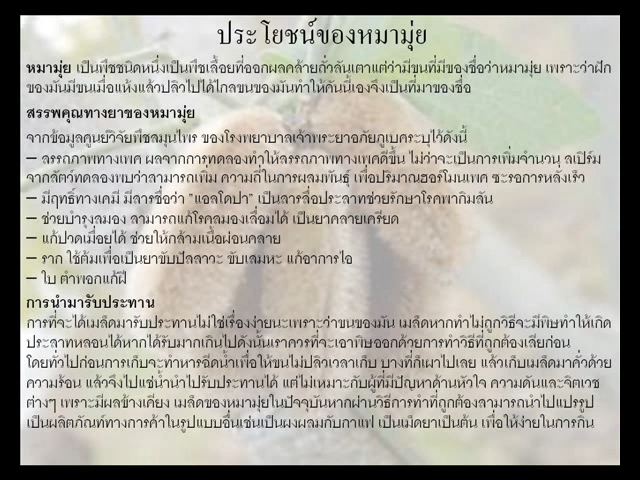 ประโยชน์ของหมามุ่ย
หมามุ่ย เป็นพืชชนิดหนึ่งเป็นพืชเลื้อยที่ออกผลคล้ายถั่วลันเตาแต่ว่ามีขนที่มีของชื่อว่าหมามุ่ย เพราะว่าฝัก
ของมันมีขนเมื่อแห้งแล้วปลิวไปได้ไกลขนของมันทำให้คันนี้เองจึงเป็นที่มาของชื่อ
สรรพคุณทางยาของหมามุ่ย
จากข้อมูลศูนย์วิจัยพืชสมุนไพร ของโรงพยาบาลเจ้าพระยาอภัยภูเบศระบุไว้ดังนี้
– สรรถภาพทางเพศ ผลจากการทดลองทำให้สรรถภาพทางเพศดีขึ้น ไม่ว่าจะเป็นการเพิ่มจำนวน สเปิร์ม
จากสัตว์ทดลองพบว่าสามารถเพิ่ม ความถี่ในการผสมพันธุ์ เพื่อปริมาณฮอร์โมนเพศ ชะรอการหลั่งเร็ว
– มีฤทธิ์ทางเคมี มีสารชื่อว่า "แอลโดปา" เป็นสารสื่อประสาทช่วยรักษาโรคพากินสัน
– ช่วยบำรุงสมอง สามารถแก้โรคสมองเสื่อมได้ เป็นยาคลายเครียด
– แก้ปวดเมื่อยได้ ช่วยให้กล้ามเนื้อผ่อนคลาย
– ราก ใช้ต้มเพื่อเป็นยาขับปัสสาวะ ขับเสมหะ แก้อาการไอ
– ใบ ตำพอกแก้ฝี
การนำมารับประทาน
การที่จะได้เมล็ดมารับประทานไม่ใช่เรื่องง่ายนะเพราะว่าขนของมัน เมล็ดหากทำไม่ถูกวิธีจะมีพิษทำให้เกิด
ประสาทหลอนได้หากได้รับมากเกินไปดังนั้นเราควรที่จะเอาพิษออกด้วยการทำวิธีที่ถูกต้องเสียก่อน
โดยทั่วไปก่อนการเก็บจะทำหารฉีดน้ำเพื่อให้ขนไม่ปลิวเวลาเก็บ บางที่ก็เผาไปเลย แล้วเก็บเมล็ดมาคั่วด้วย
ความร้อน แล้วจึงไปแช่น้ำนำไปรับประทานได้ แต่ไม่เหมาะกับผู้ที่มีปัญหาด้านหัวใจ ความดันและจิตเวช
ต่างๆ เพราะมีผลข้างเคียง เมล็ดของหมามุ่ยในปัจจุบันหากผ่านวิธีการทำที่ถูกต้องสามารถนำไปแปรรูป
เป็นผลิตภัณฑ์ทางการค้าในรูปแบบอื่นเช่นเป็นผงผสมกับกาแฟ เป็นเม็ดยาเป็นต้น เพื่อให้ง่ายในการกิน